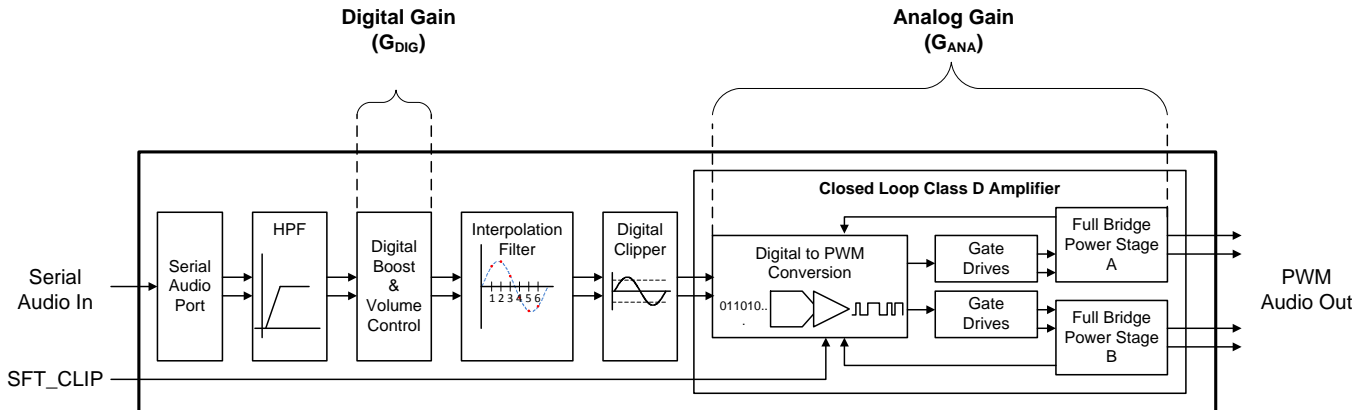 Digital Gain
(GDIG)
Analog Gain
(GANA)
Closed Loop Class D Amplifier
Serial
Audio In
Serial
Audio
Port
HPF
Digital
Boost
&
Volume
Control
Interpolation
Filter
1 2 3 4 5 6
Digital
Clipper
Digital to PWM
Conversion
011010..
.
Gate
Drives
Gate
Drives
Full Bridge
Power Stage
A
Full Bridge
Power Stage
B
PWM
Audio Out
SFT_CLIP